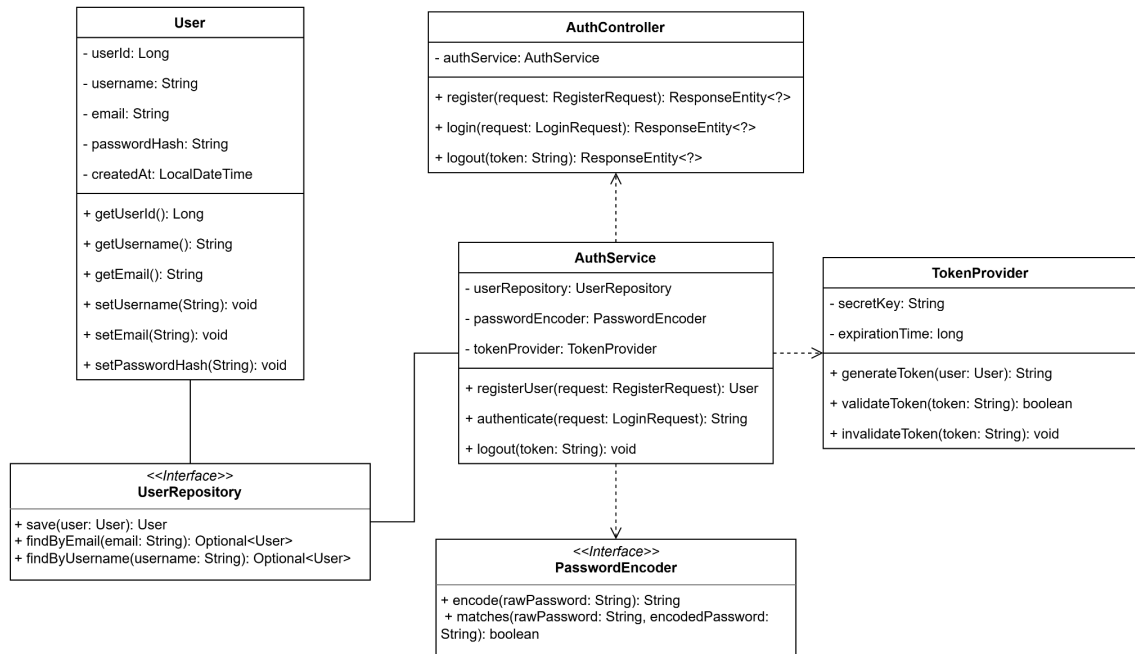 User
- userId: Long
- username: String
- email: String
- passwordHash: String
- createdAt: LocalDateTime
+ getUserId(): Long
+ getUsername(): String
+ getEmail(): String
+ setUsername(String): void
+ setEmail(String): void
+ setPasswordHash(String): void
AuthController
- authService: AuthService
+ register(request: RegisterRequest): ResponseEntity<?>
+ login(request: LoginRequest): ResponseEntity<?>
+ logout(token: String): ResponseEntity<?>
AuthService
- userRepository: UserRepository
- passwordEncoder: PasswordEncoder
- tokenProvider: TokenProvider
+ registerUser(request: RegisterRequest): User
+ authenticate(request: LoginRequest): String
+ logout(token: String): void
TokenProvider
- secretKey: String
- expirationTime: long
+ generateToken(user: User): String
+ validateToken(token: String): boolean
+ invalidateToken(token: String): void
<<Interface>>
UserRepository
+ save(user: User): User
+ findByEmail(email: String): Optional<User>
+ findByUsername(username: String): Optional<User>
<<Interface>>
PasswordEncoder
+ encode(rawPassword: String): String
+ matches(rawPassword: String, encodedPassword:
String): boolean